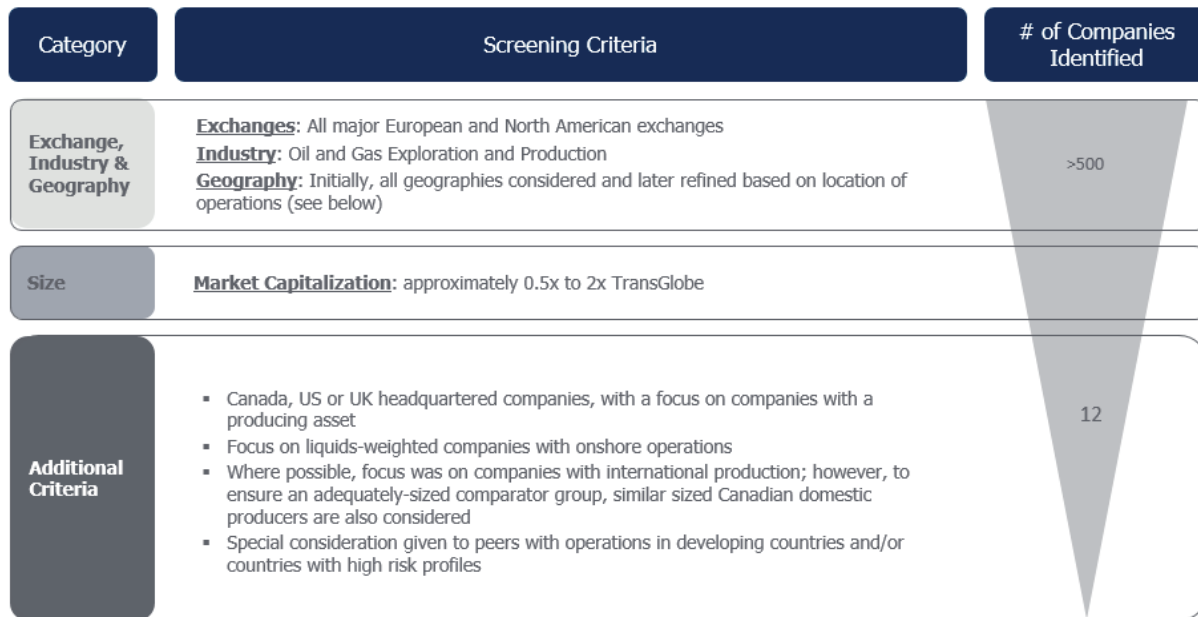 Category
Screening Criteria
# of Companies
Identified
Exchange,
Industry &
Geography
Exchanges: All major European and North American exchanges
Industry: Oil and Gas Exploration and Production
Geography: Initially, all geographies considered and later refined based on location of
operations (see below)
>500
Size
Market Capitalization: approximately 0.5x to 2x TransGlobe
Additional
Criteria
▪ Canada, US or UK headquartered companies, with a focus on companies with a
producing asset
▪ Focus on liquids-weighted companies with onshore operations
▪ Where possible, focus was on companies with international production; however, to
ensure an adequately-sized comparator group, similar sized Canadian domestic
producers are also considered
▪ Special consideration given to peers with operations in developing countries and/or
countries with high risk profiles
12